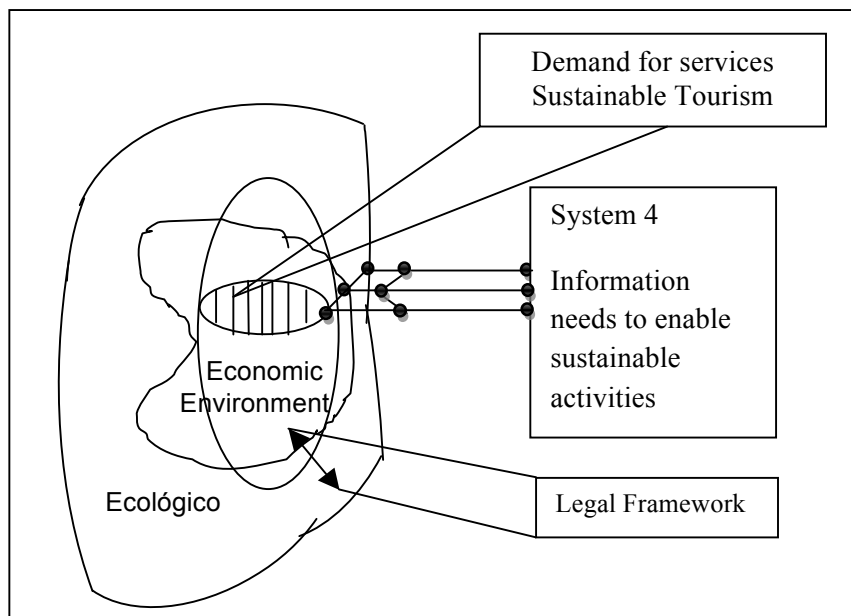 Demand for services
Sustainable Tourism
System 4
Information
needs to enable
sustainable
activities
Economic
Environment
Ecológico
Legal Framework